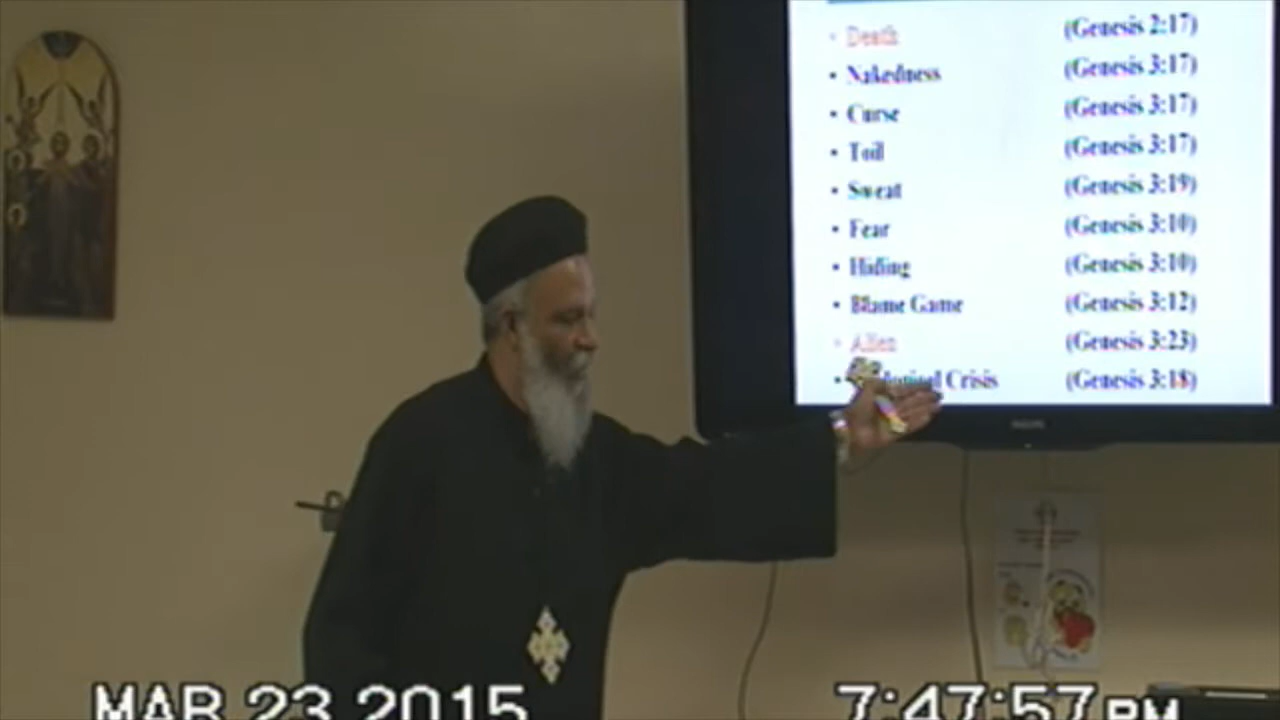 • Death (Genesis 2:17)
• Nakedness (Genesis 3:17)
• Curse (Genesis 3:17)
• Toil (Genesis 3:17)
• Sweat (Genesis 3:19)
• Fear (Genesis 3:10)
• Hiding (Genesis 3:10)
• Blame Game (Genesis 3:12)
• Alien (Genesis 3:23)
• Crisis (Genesis 3:18)
MAR 23 2015 7:47:57 PM